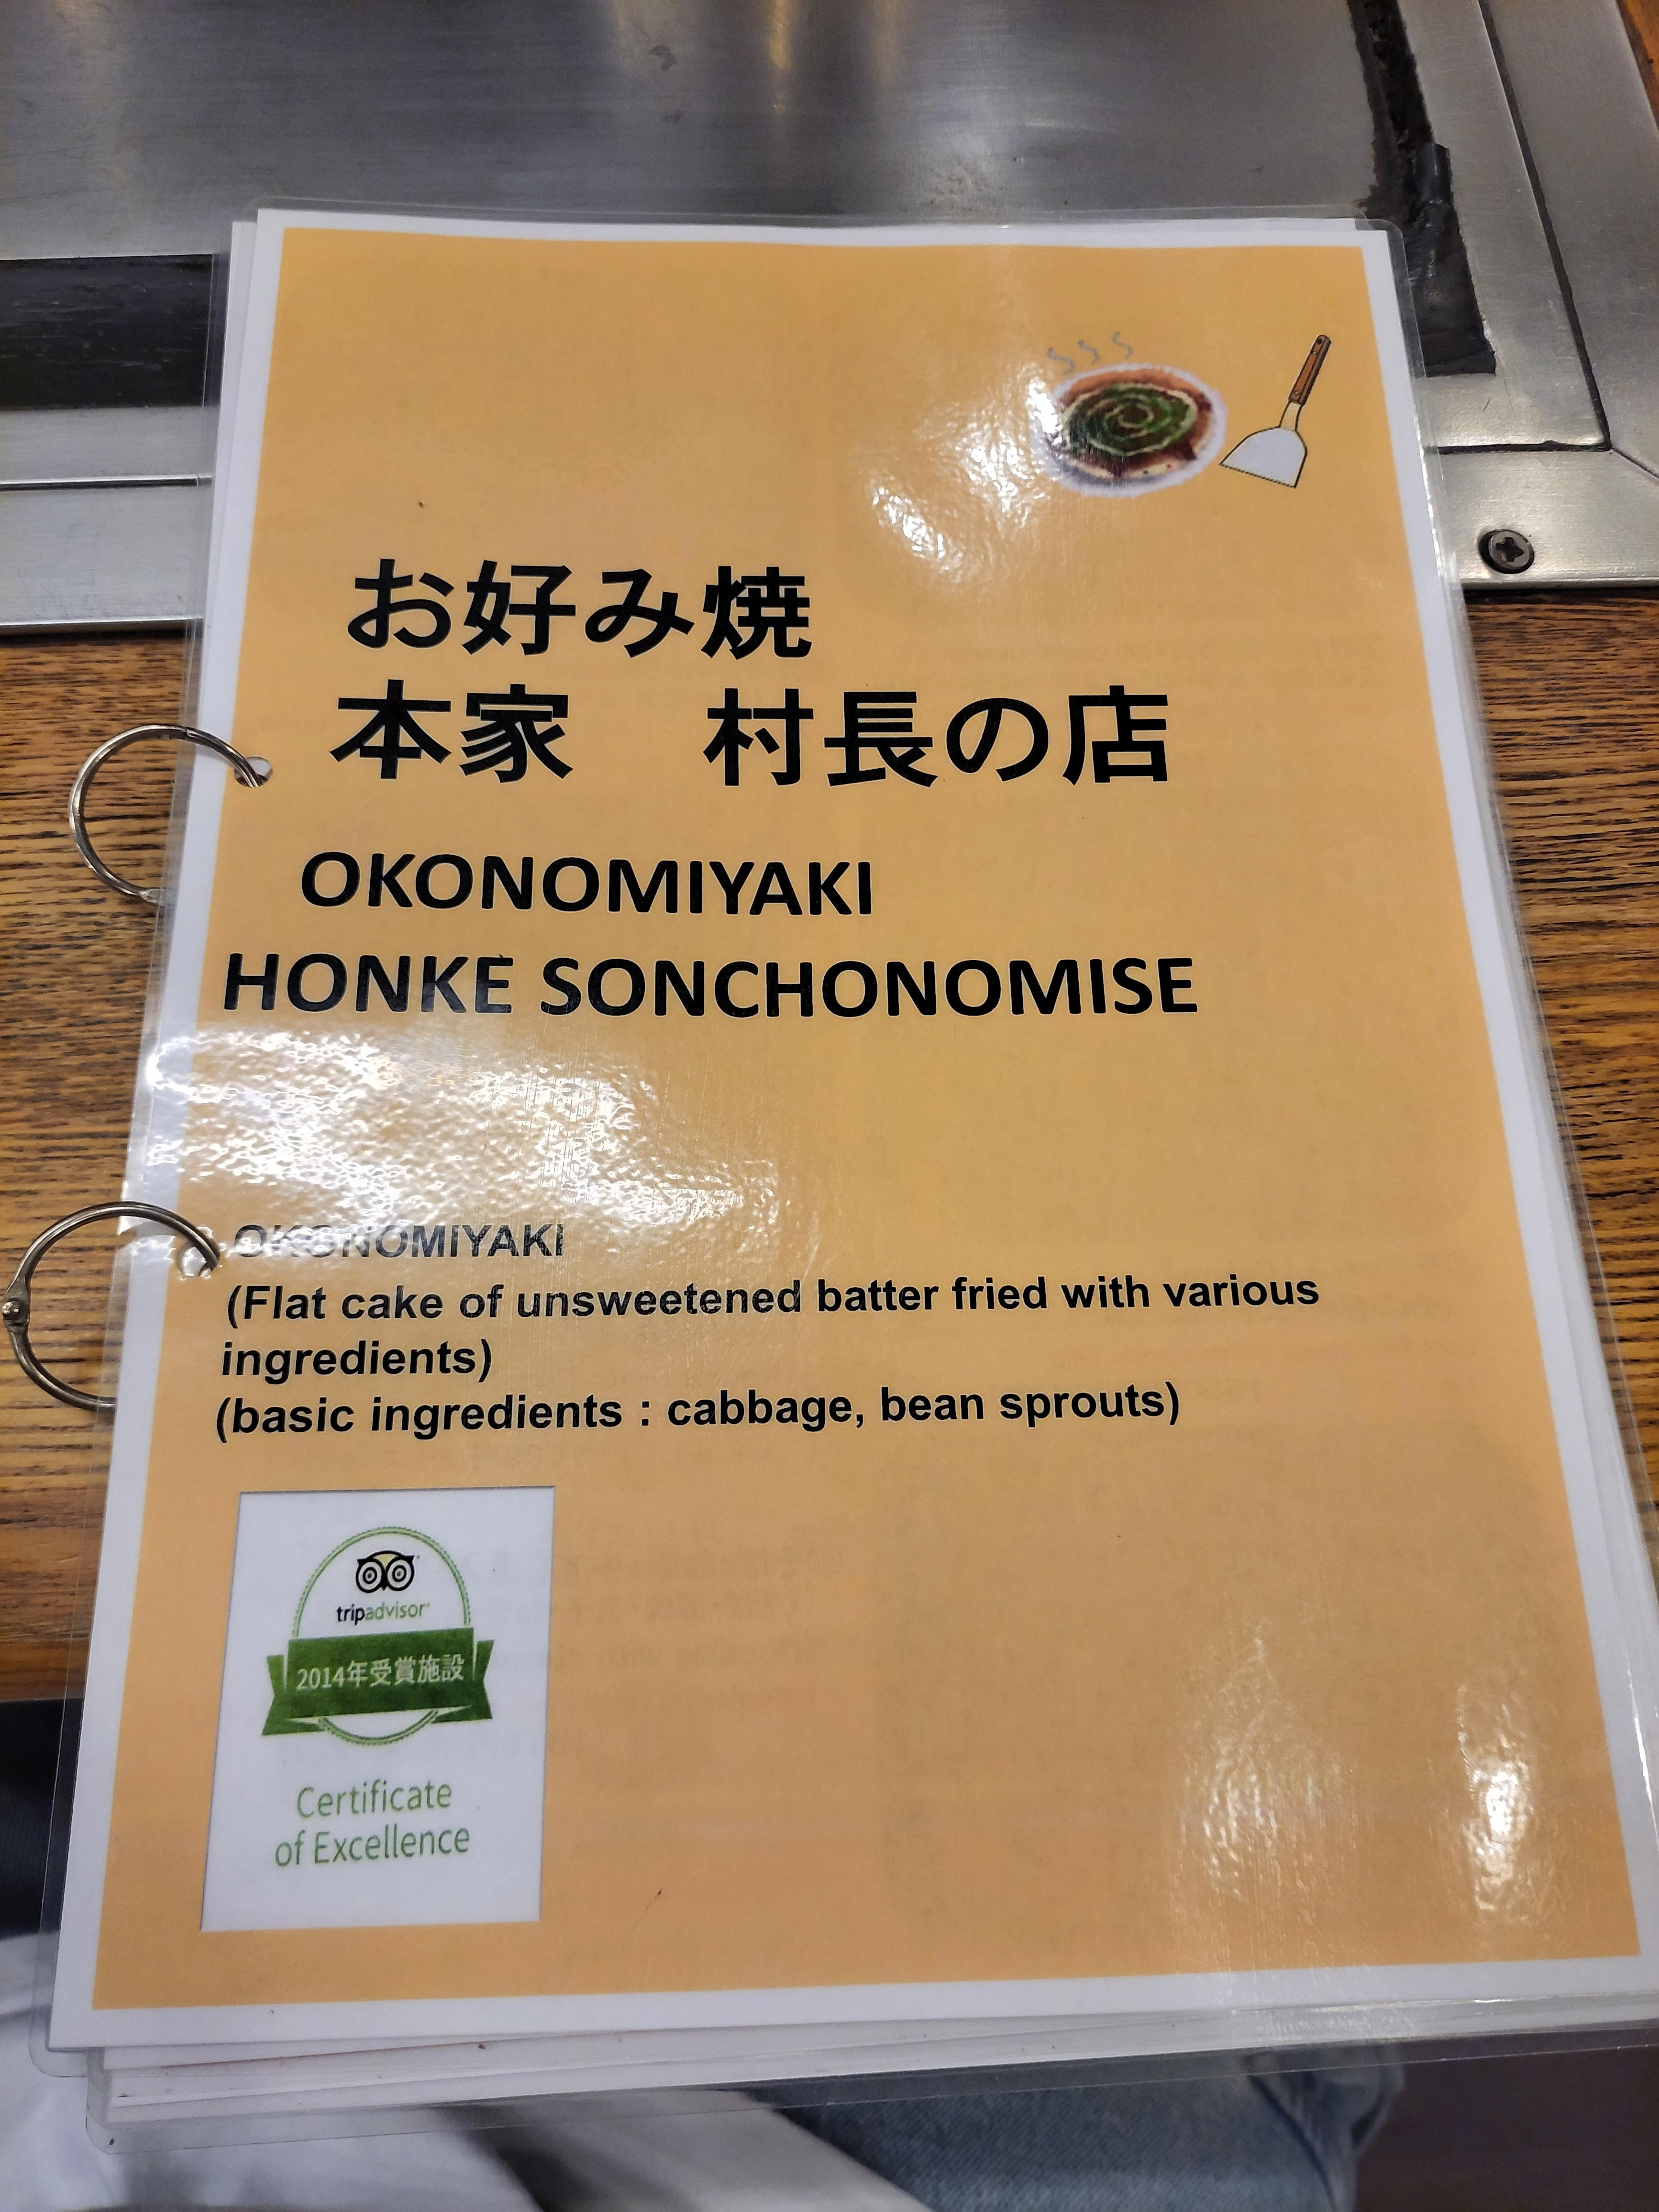 お好み焼
本家　村長の店
OKONOMIYAKI
HONKE SONCHONOMISE
OKONOMIYAKI
(Flat cake of unsweetened batter fried with various
ingredients)
(basic ingredients : cabbage, bean sprouts)
tripadvisor
2014年受賞施設
Certificate
of Excellence